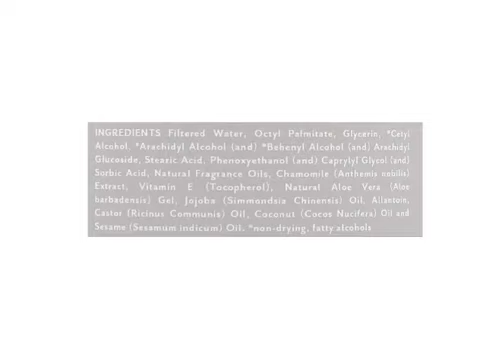 INGREDIENTS Filtered Water, Octyl Palmitate, Glycerin, *Cetyl
Alcohol, *Arachidyl Alcohol (and) *Behenyl Alcohol (and) Arachidyl
Glucoside, Stearic Acid, Phenoxyethanol (and) Caprylyl Glycol (and)
Sorbic Acid, Natural Fragrance Oils, Chamomile (Anthemis nobilis)
Extract, Vitamin E (Tocopherol), Natural Aloe Vera (Aloe
barbadensis) Gel, Jojoba (Simmondsia Chinensis) Oil, Allantoin,
Castor (Ricinus Communis) Oil, Coconut (Cocos Nucifera) Oil and
Sesame (Sesamum indicum) Oil, *non-drying, fatty alcohols